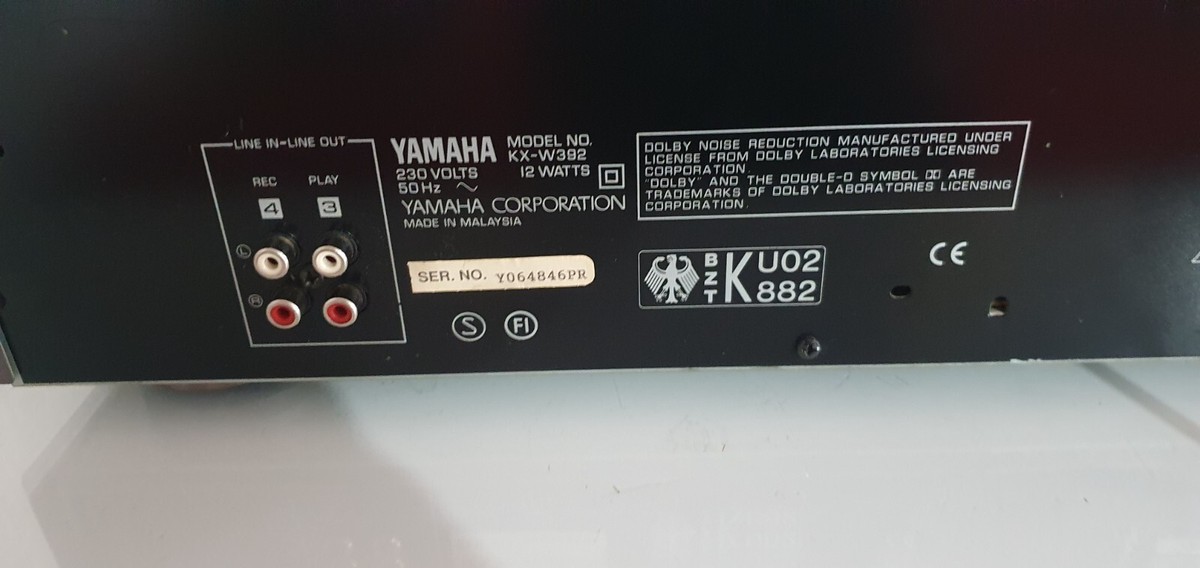 LINE IN-LINE OUT
REC PLAY
4 3
L
R
YAMAHA MODEL NO.
KX-W392
230 VOLTS 12 WATTS
50Hz ~
YAMAHA CORPORATION
MADE IN MALAYSIA
SER. NO. Y064846PR
S FI
DOLBY NOISE REDUCTION MANUFACTURED UNDER
LICENSE FROM DOLBY LABORATORIES LICENSING
CORPORATION.
"DOLBY" AND THE DOUBLE-D SYMBOL DD ARE
TRADEMARKS OF DOLBY LABORATORIES LICENSING
CORPORATION.
BZT K U02
882
CE